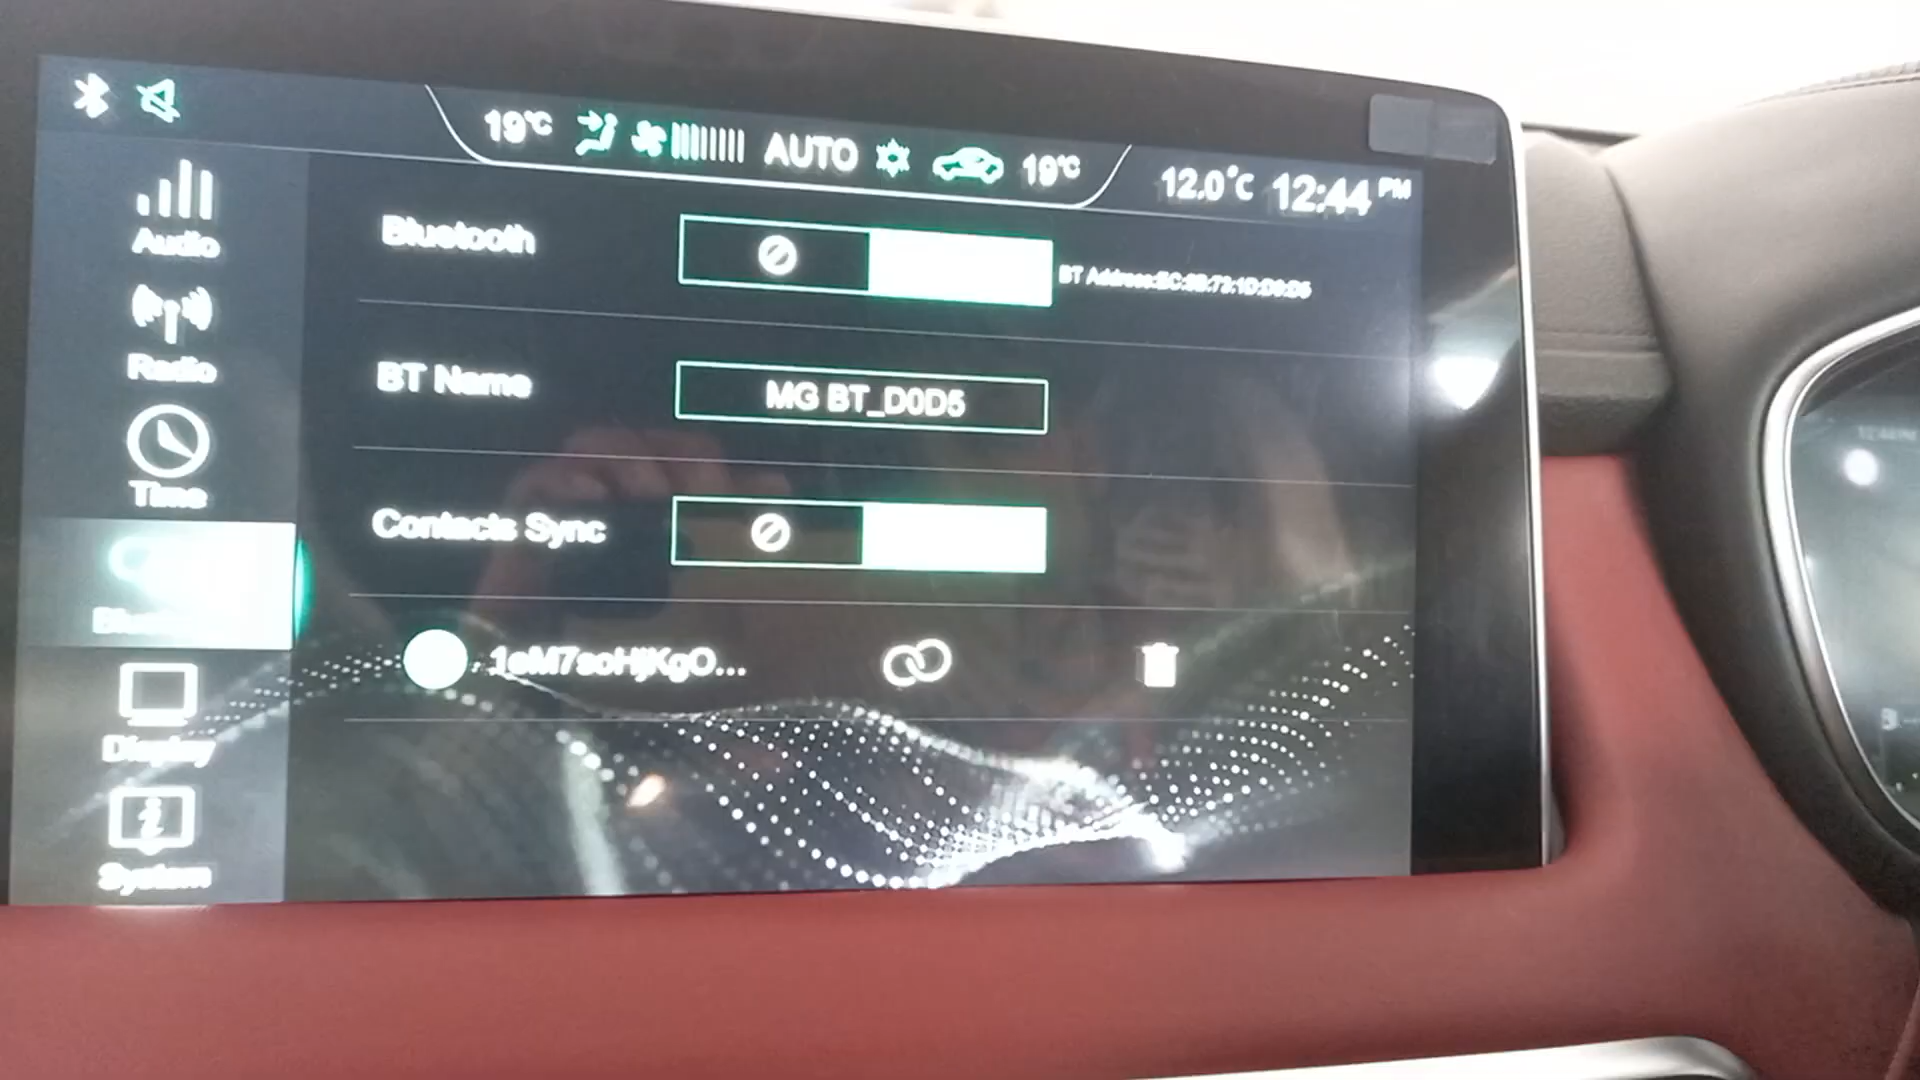 19°C AUTO 19°C 12.0°C 12:44 PM
Audio
Bluetooth
Radio
BT Name MG BT_D0D5
Time
Contacts Sync
Display
System